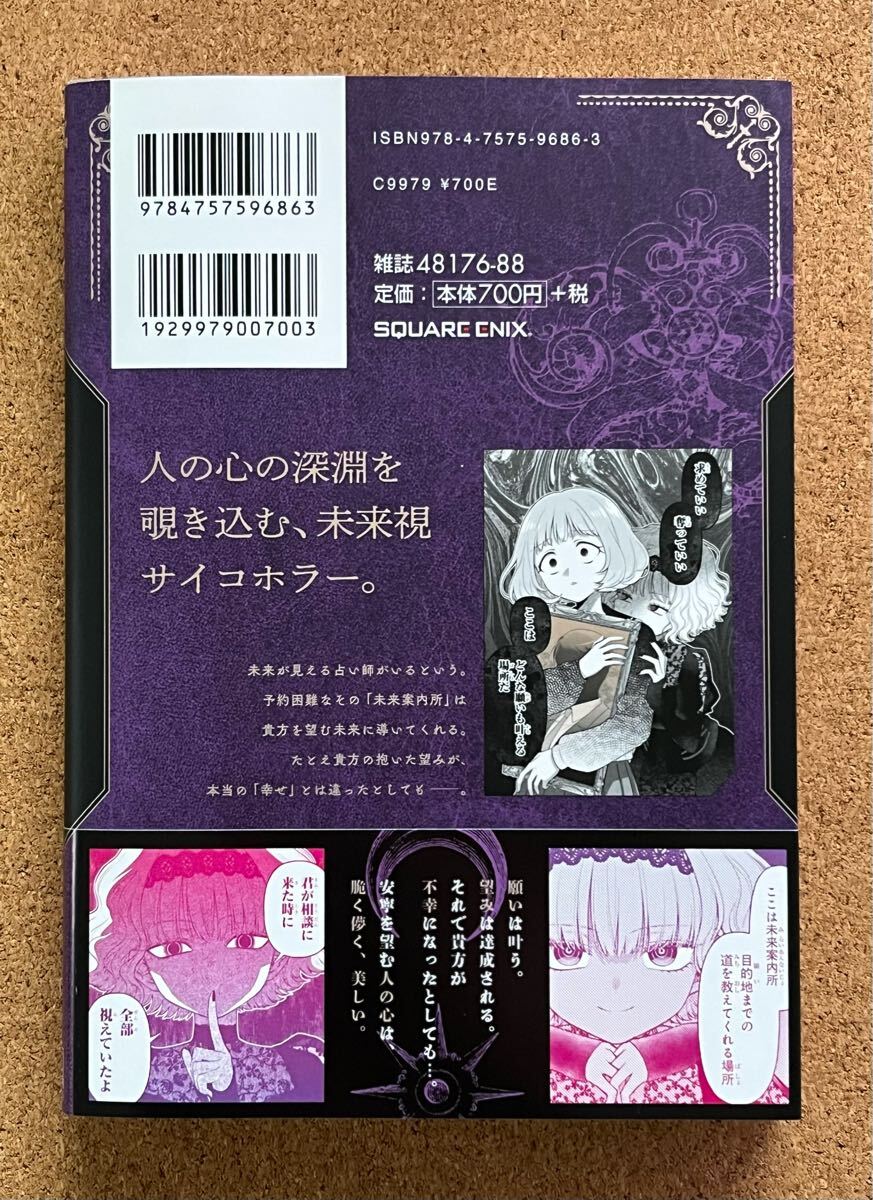 9784757596863
1929979007003
ISBN978-4-7575-9686-3
C9979 ¥700E
雑誌48176-88
定価：本体700円+税
SQUARE ENIX.
人の心の深淵を
覗き込む、未来視
サイコホラー。
求めていい
奪っていい
ここは
どんな願いも叶える
場所だ
未来が見える占い師がいるという。
予約困難なその「未来案内所」は
貴方を望む未来に導いてくれる。
たとえ貴方の抱いた望みが、
本当の「幸せ」とは違ったとしても――。
ここは未来案内所
目的地までの
道を教えてくれる場所
願いは叶う。
望みは達成される。
それで貴方が
不幸になったとしても…。
安寧を望む人の心は
脆く儚く、美しい。
君が相談に
来た時に
全部
視えていたよ